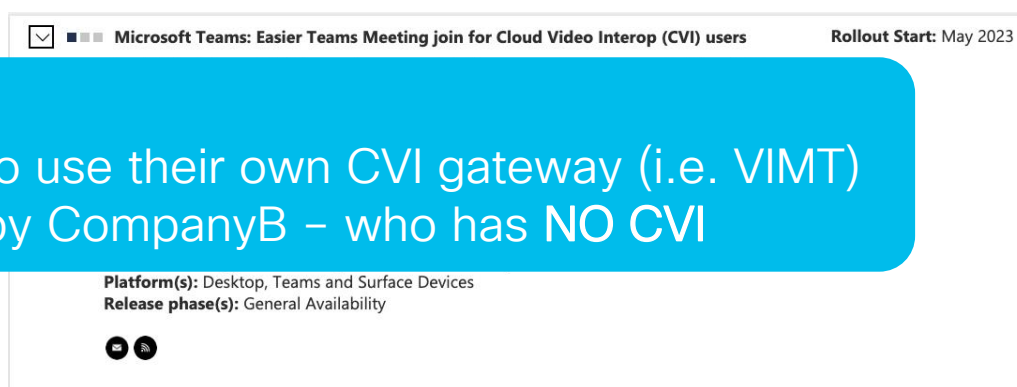 Microsoft Teams: Easier Teams Meeting join for Cloud Video Interop (CVI) users Rollout Start: May 2023
use their own CVI gateway (i.e. VIMT)
by CompanyB – who has NO CVI
Platform(s): Desktop, Teams and Surface Devices
Release phase(s): General Availability